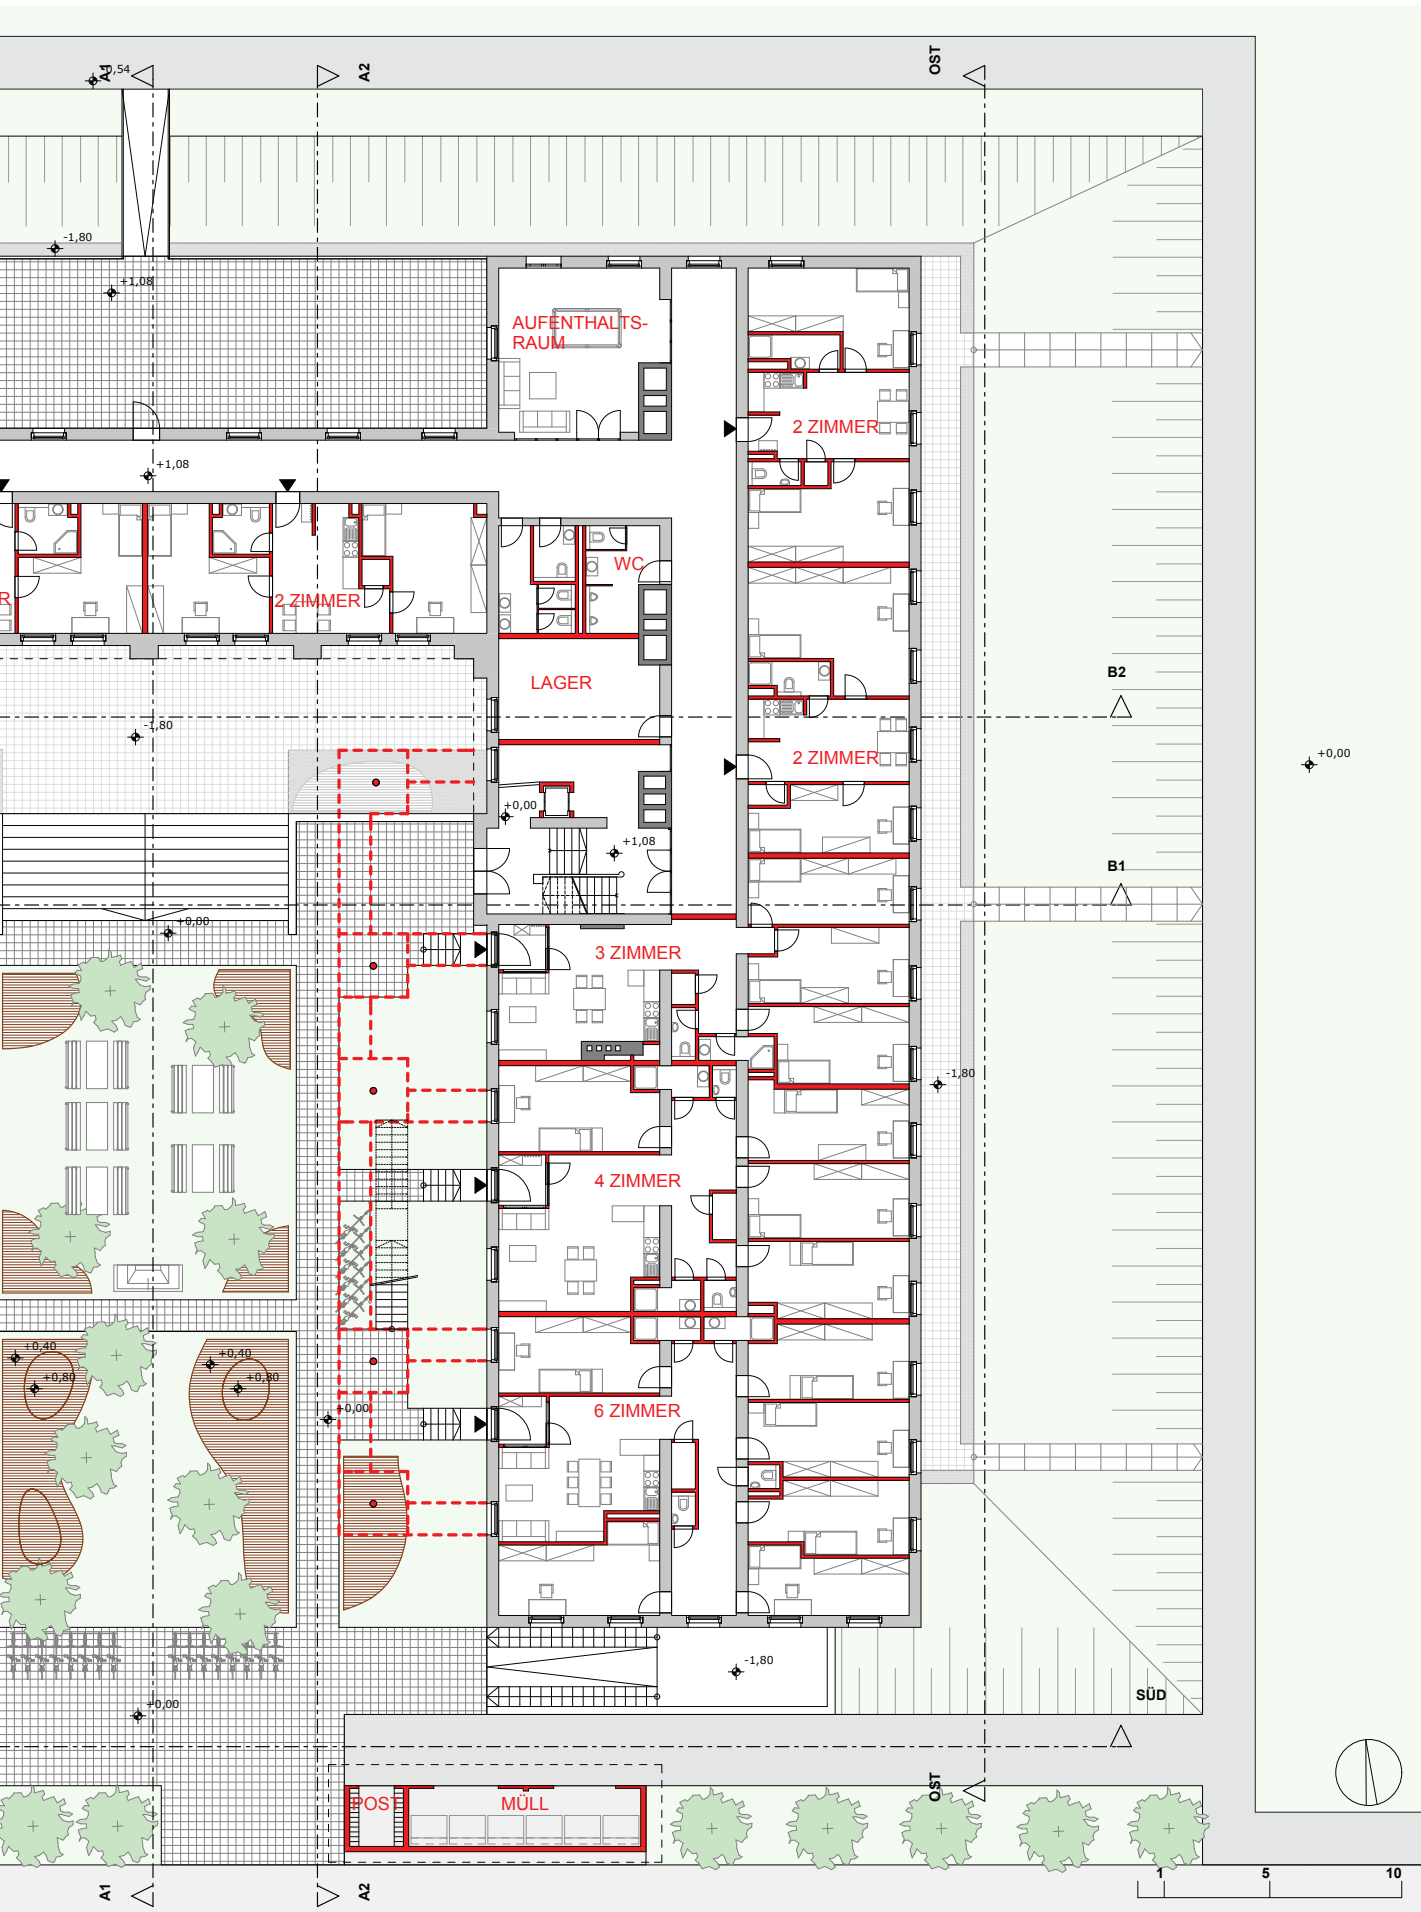 A1
-0,54
A2
OST
-1,80
+1,08
AUFENTHALTS-
RAUM
2 ZIMMER
+1,08
WC
R
2 ZIMMER
LAGER
B2
-1,80
2 ZIMMER
+0,00
+0,00
+1,08
B1
+0,00
3 ZIMMER
-1,80
4 ZIMMER
+0,40
+0,40
+0,80
+0,80
6 ZIMMER
+0,00
-1,80
SÜD
+0,00
OST
POST
MÜLL
1
5
10
A1
A2